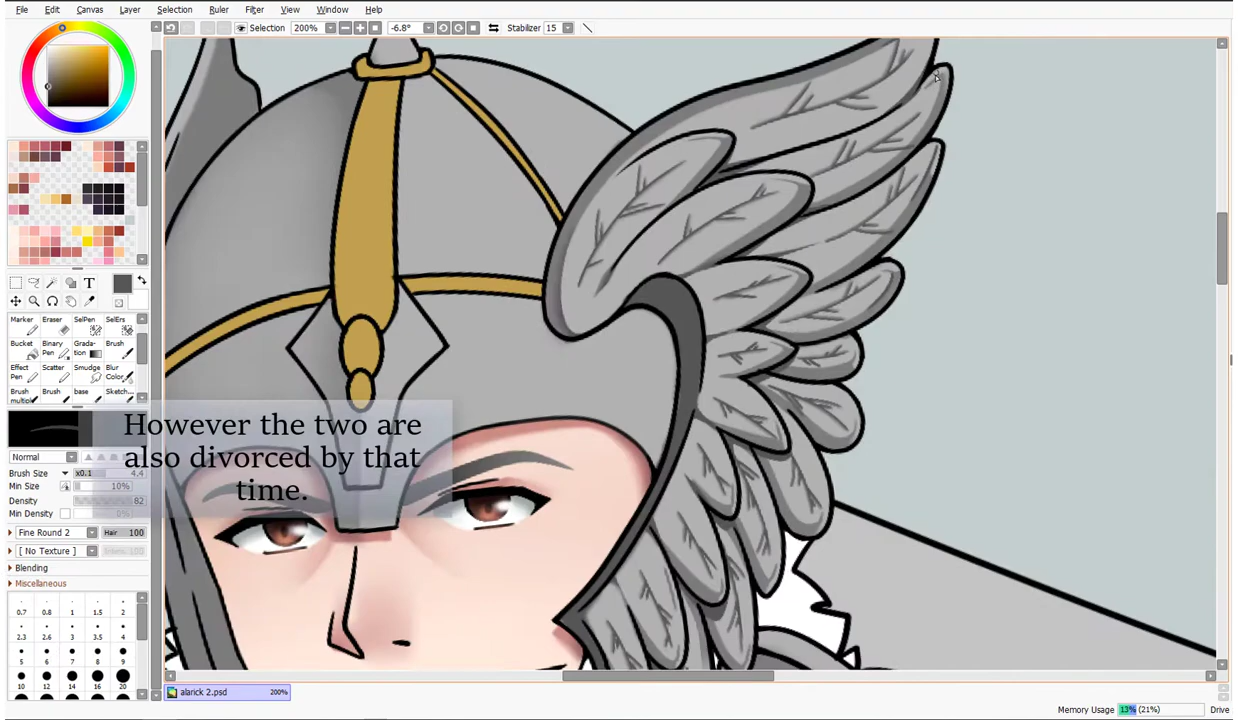 File Edit Canvas Layer Selection Ruler Filter View Window Help
Selection 200% -6.8° Stabilizer 15
T
Marker Eraser SelPen SelErs
Bucket Binary Pen Grada-tion Brush
Effect Pen Scatter Smudge Blur Color...
Brush multiple Brush base Sketch...
However the two are
also divorced by that
time.
Normal
Brush Size x0.1 4.4
Min Size 10%
Density 82
Min Density 0%
Fine Round 2 Hair 100
[ No Texture ] 100
Blending
Miscellaneous
0.7 0.8 1 1.5 2
2.3 2.6 3 3.5 4
5 6 7 8 9
10 12 14 16 20
alarick 2.psd 200%
Memory Usage 13% (21%) Drive